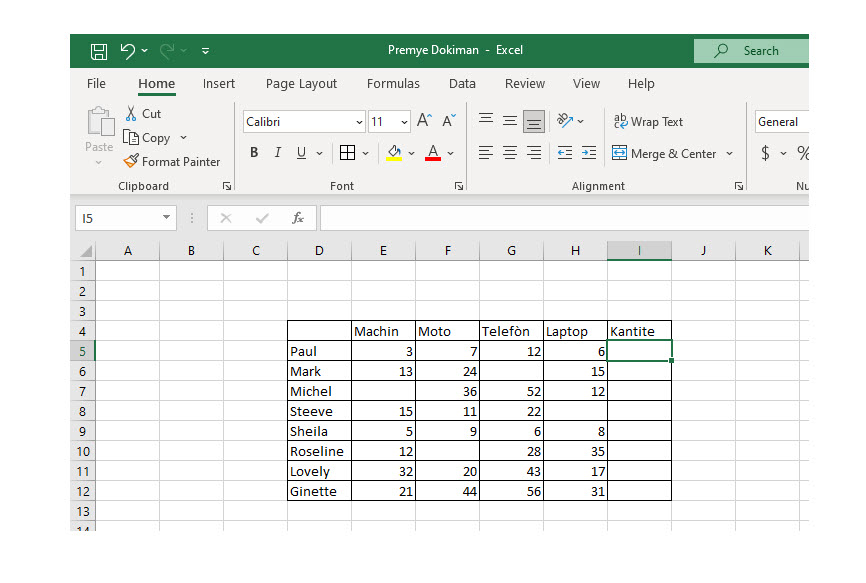 Premye Dokiman - Excel
Search
File Home Insert Page Layout Formulas Data Review View Help
Paste
Cut
Copy
Format Painter
Clipboard
Calibri 11 A A
B I U A
Font
ab Wrap Text
Merge & Center
Alignment
General
$ %
I5 fx
A B C D E F G H I J K
1
2
3
4 Machin Moto Telefòn Laptop Kantite
5 Paul 3 7 12 6
6 Mark 13 24 15
7 Michel 36 52 12
8 Steeve 15 11 22
9 Sheila 5 9 6 8
10 Roseline 12 28 35
11 Lovely 32 20 43 17
12 Ginette 21 44 56 31
13